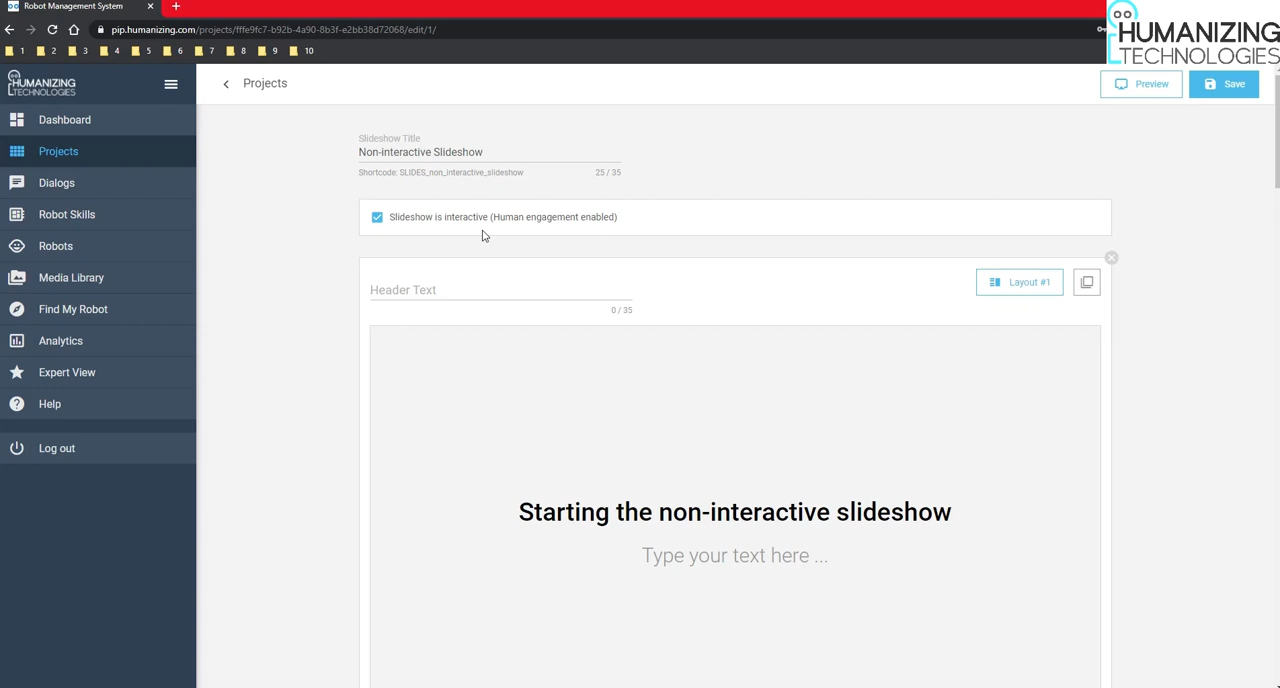 Robot Management System
pip.humanizing.com/projects/fffe9fc7-b92b-4a90-8b3f-e2bb38d72068/edit/1/
1 2 3 4 5 6 7 8 9 10
HUMANIZING
TECHNOLOGIES
HUMANIZING
TECHNOLOGIES
Projects
Preview
Save
Dashboard
Projects
Dialogs
Robot Skills
Robots
Media Library
Find My Robot
Analytics
Expert View
Help
Log out
Slideshow Title
Non-interactive Slideshow
Shortcode: SLIDES_non_interactive_slideshow 25 / 35
Slideshow is interactive (Human engagement enabled)
Header Text
0 / 35
Layout #1
Starting the non-interactive slideshow
Type your text here ...